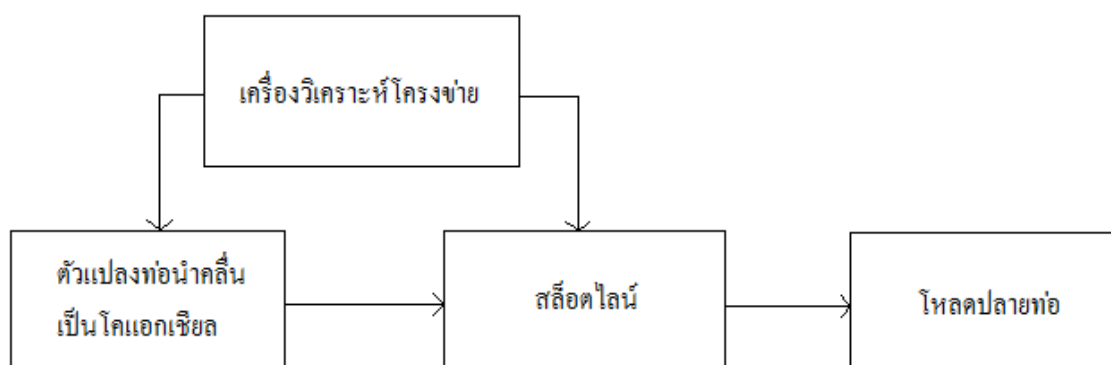 เครื่องวิเคราะห์โครงข่าย
ตัวแปลงท่อนำคลื่น
เป็นโคแอกเชียล
สล็อตไลน์
โหลดปลายท่อ